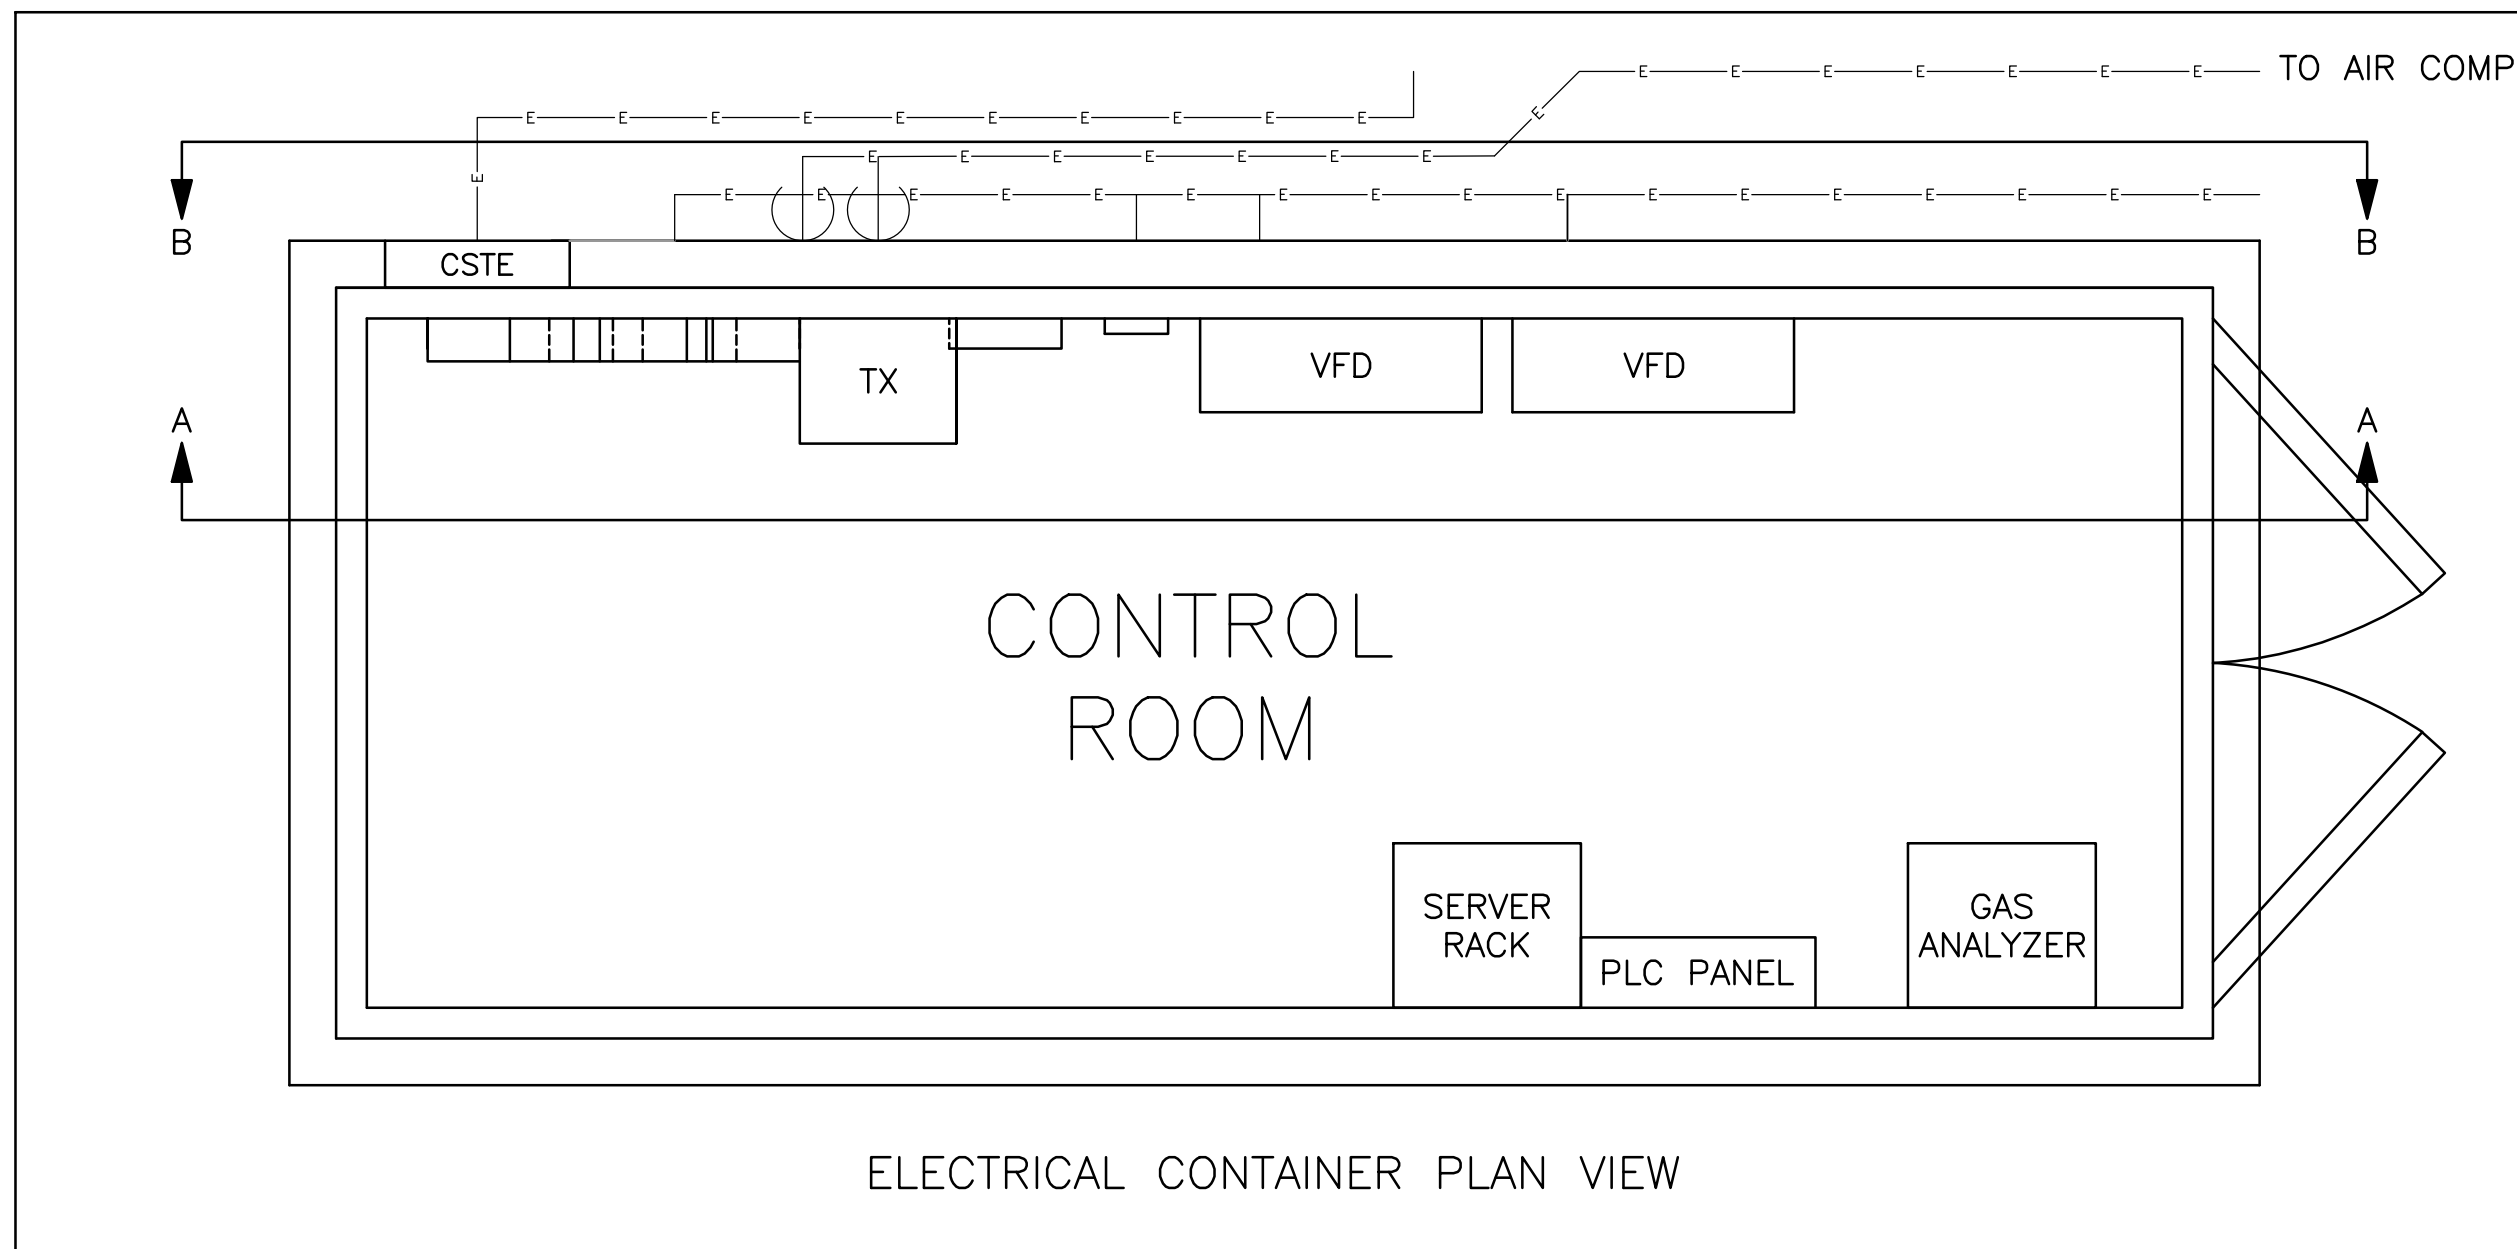 TO AIR COMP
E E E E E E E
E E E E E E E E E E
E
E E E E E E E
E
E E E E E E E E E E E E E E E E E
B
B
CSTE
TX
VFD
VFD
A
A
CONTROL
ROOM
SERVER
RACK
PLC PANEL
GAS
ANALYZER
ELECTRICAL CONTAINER PLAN VIEW